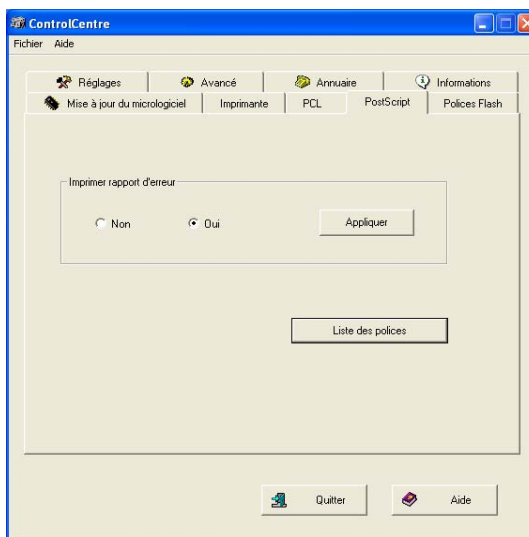 ControlCentre
Fichier Aide
Réglages Avancé Annuaire Informations
Mise à jour du micrologiciel Imprimante PCL PostScript Polices Flash
Imprimer rapport d'erreur
Non Oui Appliquer
Liste des polices
Quitter Aide